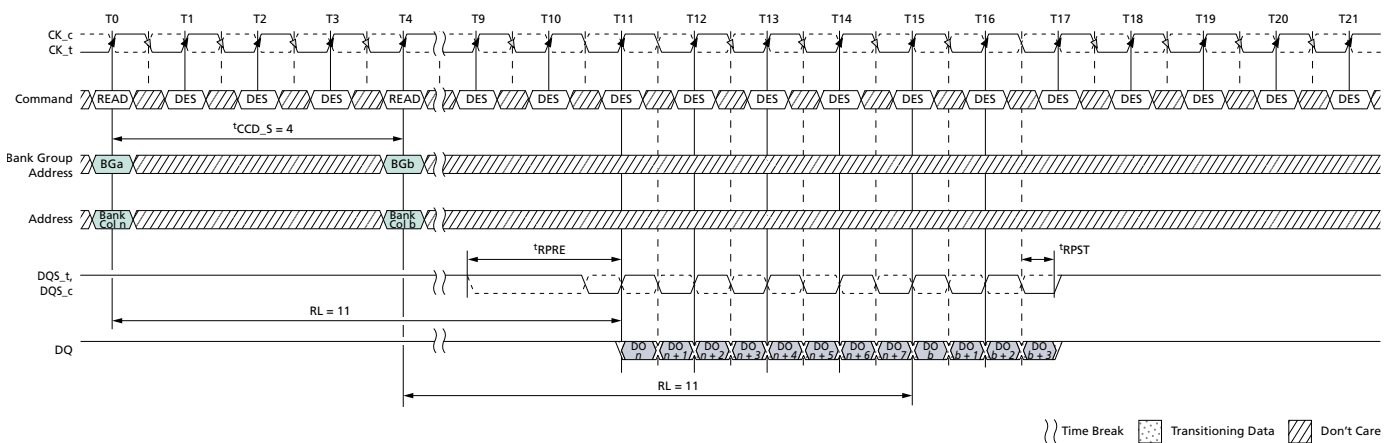 T0 T1 T2 T3 T4 T9 T10 T11 T12 T13 T14 T15 T16 T17 T18 T19 T20 T21
CK_c
CK_t
Command READ DES DES DES READ DES DES DES DES DES DES DES DES DES DES DES DES DES
tCCD_S = 4
Bank Group
Address
BGa BGb
Address
Bank
Col n
Bank
Col b
tRPRE tRPST
DQS_t,
DQS_c
RL = 11
DQ
DO
n
DO
n + 1
DO
n + 2
DO
n + 3
DO
n + 4
DO
n + 5
DO
n + 6
DO
n + 7
DO
b
DO
b + 1
DO
b + 2
DO
b + 3
RL = 11
Time Break Transitioning Data Don't Care